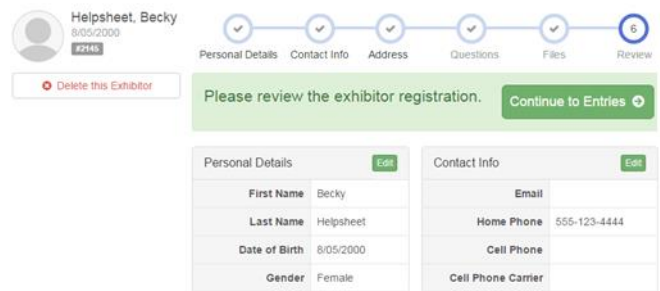 Helpsheet, Becky
8/05/2000
#2145
Delete this Exhibitor
Personal Details Contact Info Address Questions Files 6 Review
Please review the exhibitor registration.
Continue to Entries
Personal Details Edit
First Name Becky
Last Name Helpsheet
Date of Birth 8/05/2000
Gender Female
Contact Info Edit
Email
Home Phone 555-123-4444
Cell Phone
Cell Phone Carrier